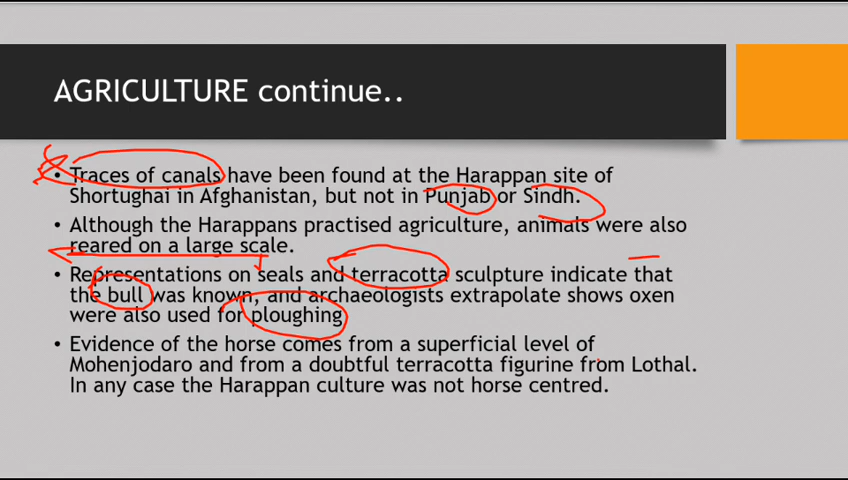 AGRICULTURE continue..
• Traces of canals have been found at the Harappan site of
Shortughai in Afghanistan, but not in Punjab or Sindh.
• Although the Harappans practised agriculture, animals were also
reared on a large scale.
• Representations on seals and terracotta sculpture indicate that
the bull was known, and archaeologists extrapolate shows oxen
were also used for ploughing
• Evidence of the horse comes from a superficial level of
Mohenjodaro and from a doubtful terracotta figurine from Lothal.
In any case the Harappan culture was not horse centred.